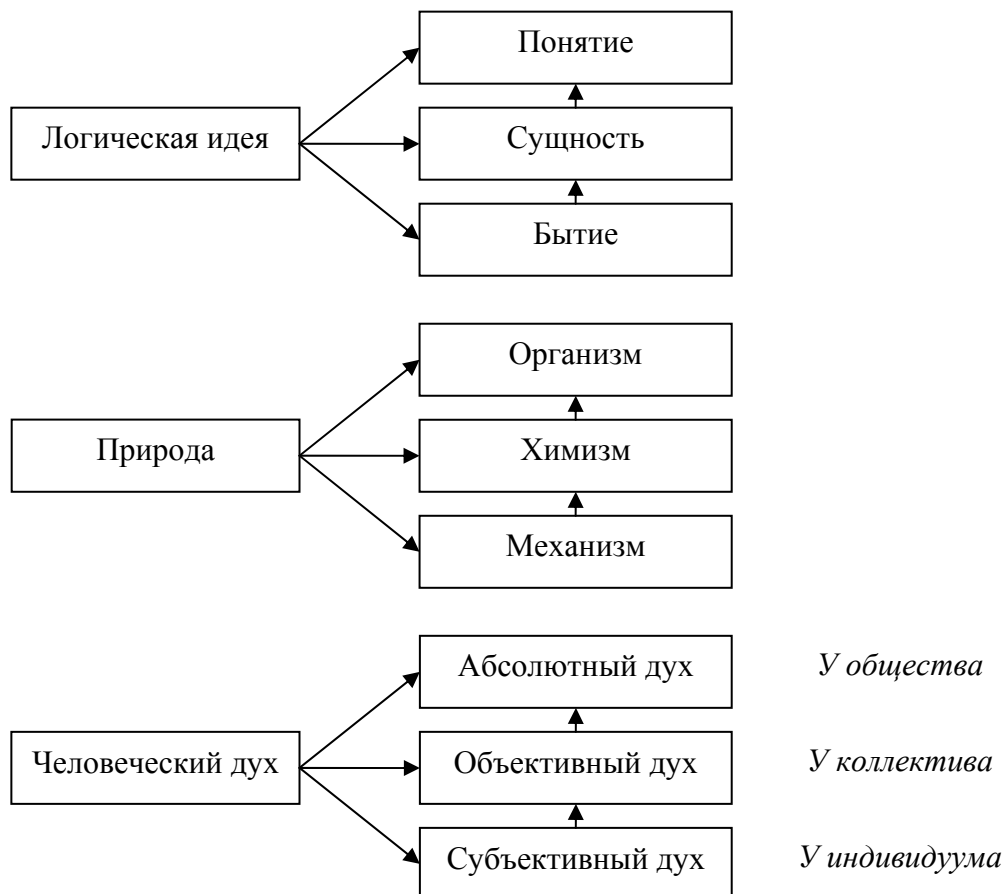 Понятие
Логическая идея
Сущность
Бытие
Организм
Природа
Химизм
Механизм
Абсолютный дух
У общества
Человеческий дух
Объективный дух
У коллектива
Субъективный дух
У индивидуума